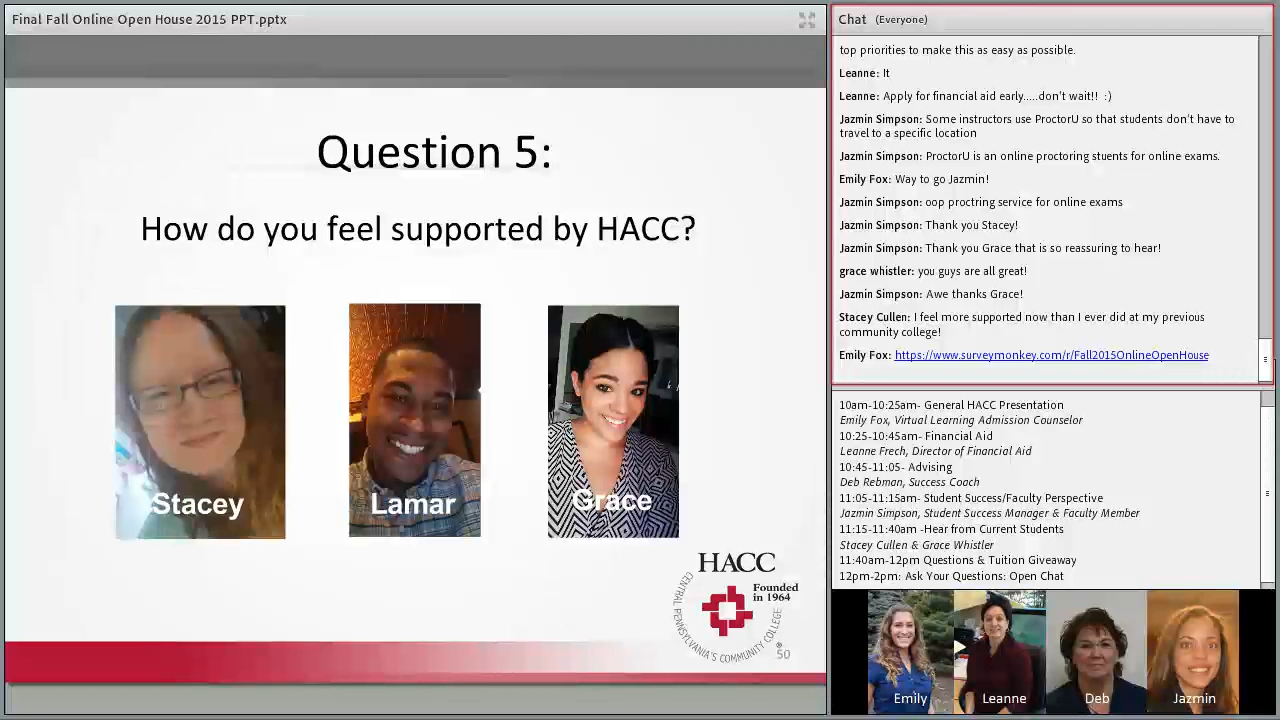 Final Fall Online Open House 2015 PPT.pptx
Question 5:
How do you feel supported by HACC?
Stacey
Lamar
Grace
HACC
Founded
in 1964
CENTRAL PENNSYLVANIA'S COMMUNITY COLLEGE
®
50
Chat (Everyone)
top priorities to make this as easy as possible.
Leanne: It
Leanne: Apply for financial aid early.....don't wait!! :)
Jazmin Simpson: Some instructors use ProctorU so that students don't have to
travel to a specific location
Jazmin Simpson: ProctorU is an online proctoring sments for online exams.
Emily Fox: Way to go Jazmin!
Jazmin Simpson: oop proctring service for online exams
Jazmin Simpson: Thank you Stacey!
Jazmin Simpson: Thank you Grace that is so reassuring to hear!
grace whistler: you guys are all great!
Jazmin Simpson: Awe thanks Grace!
Stacey Cullen: I feel more supported now than I ever did at my previous
community college!
Emily Fox: https://www.surveymonkey.com/r/Fall2015OnlineOpenHouse
10am-10:25am- General HACC Presentation
Emily Fox, Virtual Learning Admission Counselor
10:25-10:45am- Financial Aid
Leanne Frech, Director of Financial Aid
10:45-11:05- Advising
Deb Rebman, Success Coach
11:05-11:15am- Student Success/Faculty Perspective
Jazmin Simpson, Student Success Manager & Faculty Member
11:15-11:40am -Hear from Current Students
Stacey Cullen & Grace Whistler
11:40am-12pm Questions & Tuition Giveaway
12pm-2pm: Ask Your Questions: Open Chat
Emily
Leanne
Deb
Jazmin